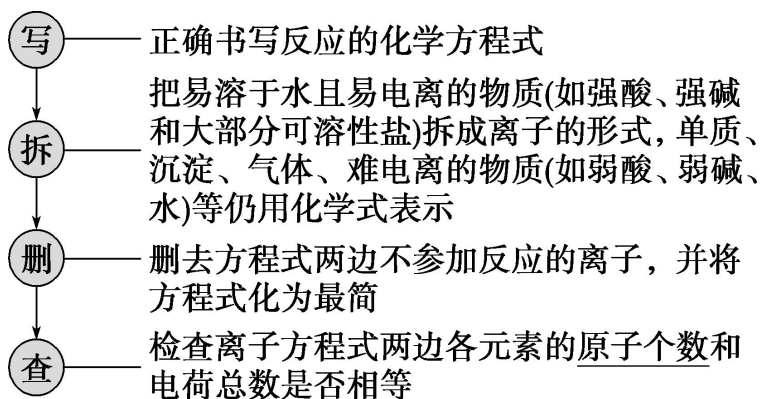 写
正确书写反应的化学方程式
拆
把易溶于水且易电离的物质(如强酸、强碱
和大部分可溶性盐)拆成离子的形式，单质、
沉淀、气体、难电离的物质(如弱酸、弱碱、
水)等仍用化学式表示
删
删去方程式两边不参加反应的离子，并将
方程式化为最简
查
检查离子方程式两边各元素的原子个数和
电荷总数是否相等